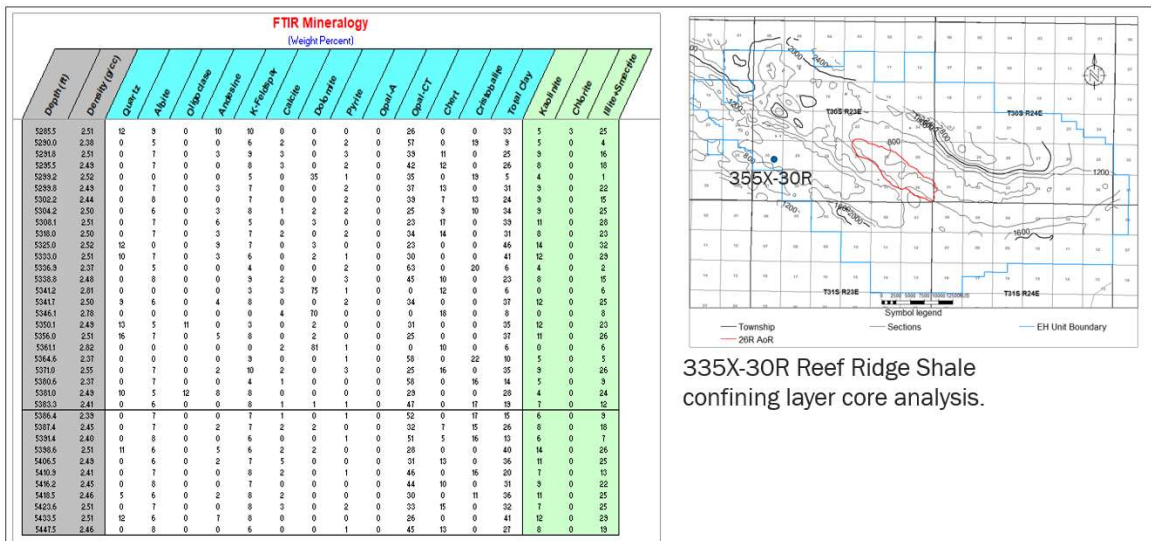 FTIR Mineralogy
(Weight Percent)
Depth (ft) Density (g/cc) Quartz Albite Oligoclase Andesine K-Feldspar Calcite Dolomite Pyrite Opal-A Opal-CT Chert Cristobalite Total Clay Kaolinite Chlorite Illite+Smectite
5285.5 2.51 12 9 0 10 10 0 0 0 0 26 0 0 33 5 3 25
5290.0 2.38 0 5 0 0 6 2 0 2 0 57 0 19 9 5 0 4
5291.8 2.51 0 7 0 3 9 3 0 3 0 39 11 0 25 9 0 16
5295.5 2.49 0 7 0 0 8 3 0 2 0 42 12 0 26 8 0 18
5299.2 2.52 0 0 0 0 5 0 35 1 0 35 0 19 5 4 0 1
5299.8 2.49 0 7 0 3 7 0 0 2 0 37 13 0 31 9 0 22
5302.2 2.44 0 8 0 0 7 0 0 2 0 39 7 13 24 9 0 15
5304.2 2.50 0 6 0 3 8 1 2 2 0 25 9 10 34 9 0 25
5308.1 2.51 0 7 0 6 5 0 3 0 0 23 17 0 39 11 0 28
5318.0 2.50 0 0 0 3 7 2 0 2 0 34 14 0 31 8 0 23
5325.0 2.52 12 0 0 9 7 0 3 0 0 23 0 0 46 14 0 32
5333.0 2.51 10 7 0 3 6 0 2 1 0 30 0 0 41 12 0 29
5336.9 2.37 0 5 0 0 4 0 0 2 0 63 0 20 6 4 0 2
5338.8 2.48 0 8 0 0 9 2 0 3 0 45 10 0 23 8 0 15
5341.2 2.81 0 0 0 0 3 3 75 1 0 0 12 0 6 0 0 6
5341.7 2.50 9 6 0 4 8 0 0 2 0 34 0 0 37 12 0 25
5346.1 2.78 0 0 0 0 0 4 70 0 0 0 18 0 8 0 0 8
5350.1 2.49 13 5 11 0 3 0 2 0 0 31 0 0 35 12 0 23
5356.0 2.51 16 7 0 5 8 0 2 0 0 25 0 0 37 11 0 26
5361.1 2.82 0 0 0 0 0 2 81 1 0 0 10 0 6 0 0 6
5364.6 2.37 0 0 0 0 9 0 0 1 0 58 0 22 10 5 0 5
5371.0 2.55 0 7 0 2 10 2 0 3 0 25 16 0 35 9 0 26
5380.6 2.37 0 7 0 0 4 1 0 0 0 58 0 16 14 5 0 9
5381.0 2.49 10 5 12 8 8 0 0 0 0 29 0 0 28 4 0 24
5383.3 2.41 0 6 0 0 8 1 1 1 0 47 0 17 19 7 0 12
5386.4 2.39 0 7 0 0 7 1 0 1 0 52 0 17 15 6 0 9
5387.4 2.45 0 7 0 2 7 2 2 0 0 32 7 15 26 8 0 18
5391.4 2.40 0 8 0 0 6 0 0 1 0 51 5 16 13 6 0 7
5398.6 2.51 11 6 0 5 6 2 2 0 0 28 0 0 40 14 0 26
5406.5 2.49 0 6 0 2 7 5 0 0 0 31 13 0 36 11 0 25
5410.9 2.41 0 7 0 0 8 2 0 1 0 46 0 16 20 7 0 13
5416.2 2.45 0 8 0 0 7 0 0 0 0 44 10 0 31 9 0 22
5418.5 2.46 5 6 0 2 8 2 0 0 0 30 0 11 36 11 0 25
5423.6 2.51 0 7 0 0 8 3 0 2 0 33 15 0 32 7 0 25
5433.5 2.51 12 6 0 7 8 0 0 0 0 26 0 0 41 12 0 29
5447.5 2.46 0 8 0 0 6 0 0 1 0 45 13 0 27 8 0 19
2000
2400
T30S R23E
T30S R24E
N
800
355X-30R
1200
1200
1600
T31S R23E
T31S R24E
Symbol legend
Township
Sections
EH Unit Boundary
26R AoR
335X-30R Reef Ridge Shale
confining layer core analysis.